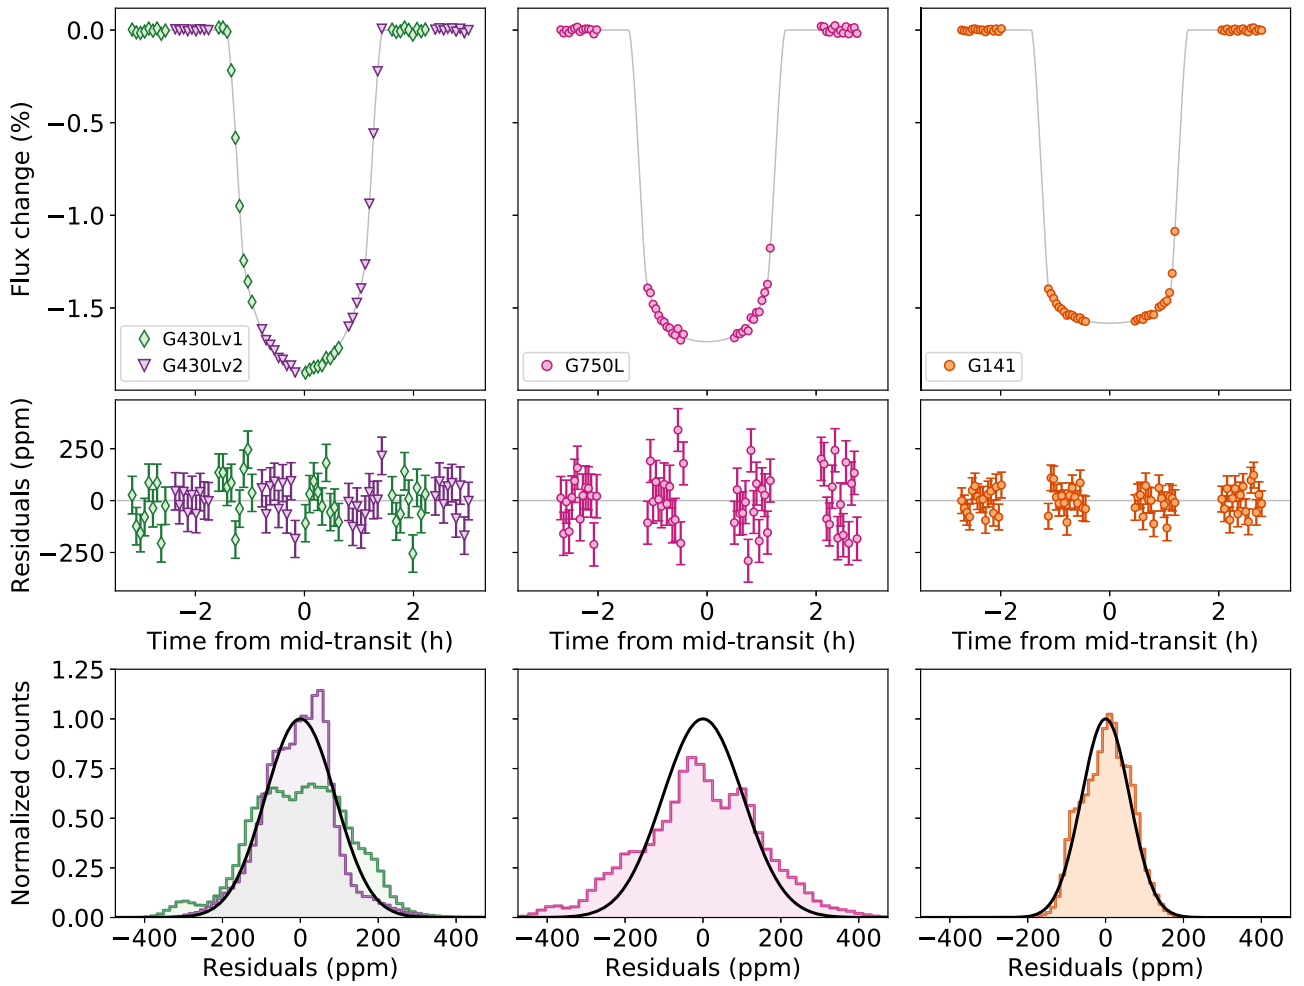 0.0
−0.5
−1.0
−1.5
Flux change (%)
G430Lv1
G430Lv2
G750L
G141
250
0
−250
Residuals (ppm)
−2 0 2
−2 0 2
−2 0 2
Time from mid-transit (h)
Time from mid-transit (h)
Time from mid-transit (h)
1.25
1.00
0.75
0.50
0.25
0.00
Normalized counts
−400 −200 0 200 400
−400 −200 0 200 400
−400 −200 0 200 400
Residuals (ppm)
Residuals (ppm)
Residuals (ppm)